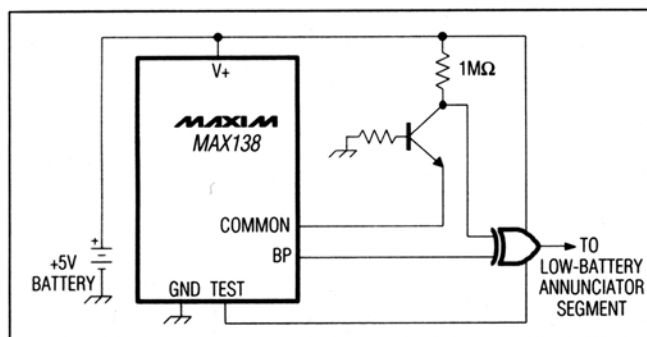 V+
1MΩ
MAXIM
MAX138
COMMON
BP
+
+5V
BATTERY
GND TEST
TO
LOW-BATTERY
ANNUNCIATOR
SEGMENT